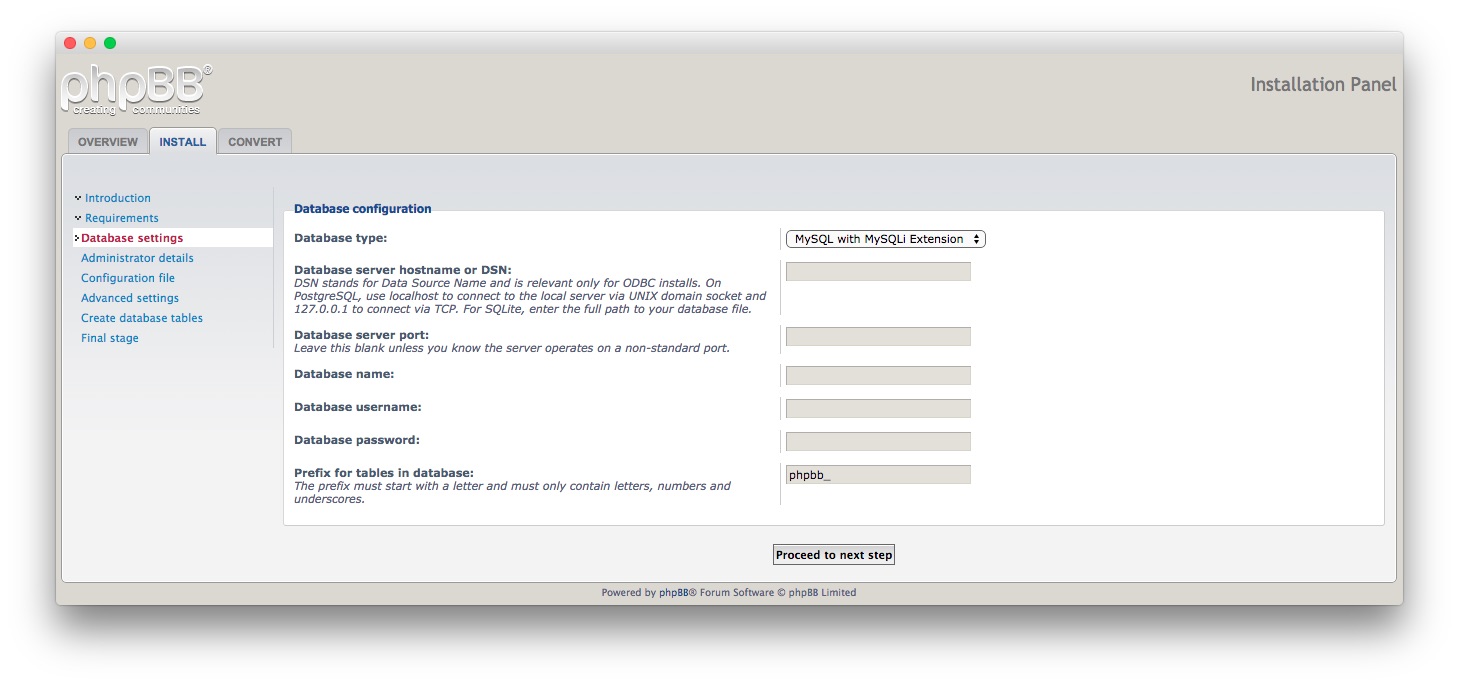 phpBB®
creating communities
Installation Panel
OVERVIEW
INSTALL
CONVERT
Introduction
Requirements
Database settings
Administrator details
Configuration file
Advanced settings
Create database tables
Final stage
Database configuration
Database type:
MySQL with MySQLi Extension
Database server hostname or DSN:
DSN stands for Data Source Name and is relevant only for ODBC installs. On
PostgreSQL, use localhost to connect to the local server via UNIX domain socket and
127.0.0.1 to connect via TCP. For SQLite, enter the full path to your database file.
Database server port:
Leave this blank unless you know the server operates on a non-standard port.
Database name:
Database username:
Database password:
Prefix for tables in database:
The prefix must start with a letter and must only contain letters, numbers and
underscores.
phpbb_
Proceed to next step
Powered by phpBB® Forum Software © phpBB Limited